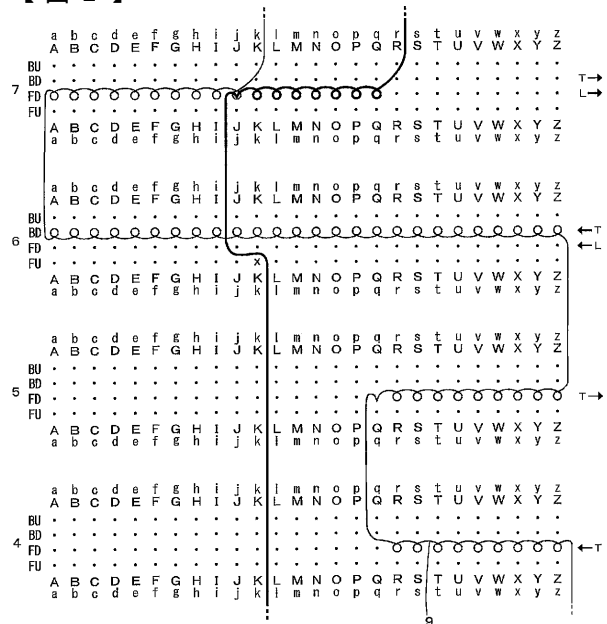 【図2】
a b c d e f g h i j k l m n o p q r s t u v w x y z
A B C D E F G H I J K L M N O P Q R S T U V W X Y Z
BU
BD T→
7 FD L→
FU
A B C D E F G H I J K L M N O P Q R S T U V W X Y Z
a b c d e f g h i j k l m n o p q r s t u v w x y z
a b c d e f g h i j k l m n o p q r s t u v w x y z
A B C D E F G H I J K L M N O P Q R S T U V W X Y Z
BU
BD ←T
6 FD ←L
FU x
A B C D E F G H I J K L M N O P Q R S T U V W X Y Z
a b c d e f g h i j k l m n o p q r s t u v w x y z
a b c d e f g h i j k l m n o p q r s t u v w x y z
A B C D E F G H I J K L M N O P Q R S T U V W X Y Z
BU
BD
5 FD T→
FU
A B C D E F G H I J K L M N O P Q R S T U V W X Y Z
a b c d e f g h i j k l m n o p q r s t u v w x y z
a b c d e f g h i j k l m n o p q r s t u v w x y z
A B C D E F G H I J K L M N O P Q R S T U V W X Y Z
BU
BD
4 FD ←T
FU
A B C D E F G H I J K L M N O P Q R S T U V W X Y Z
a b c d e f g h i j k l m n o p q r s t u v w x y z
9